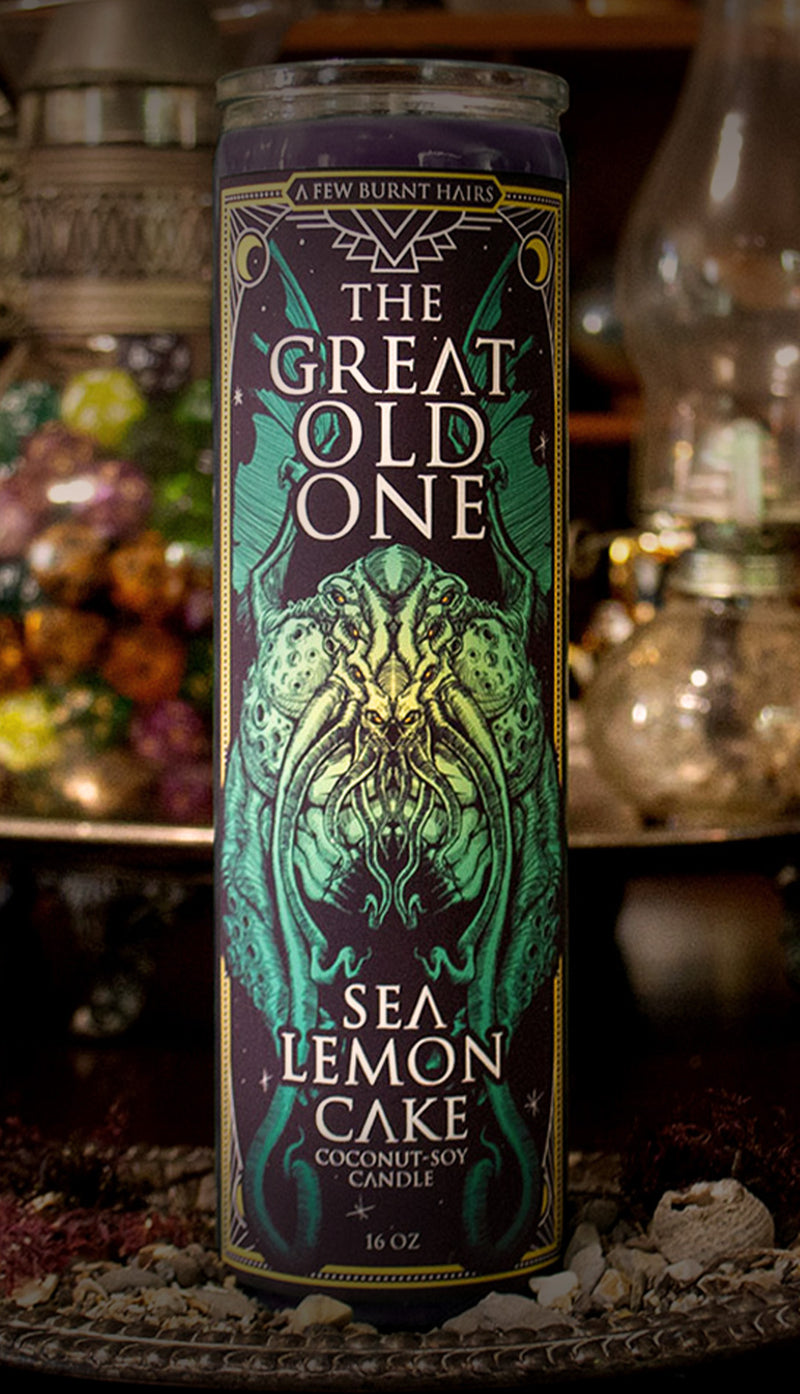 A FEW BURNT HAIRS
THE
GREAT
OLD
ONE
SEA
LEMON
CAKE
COCONUT-SOY
CANDLE
16 OZ